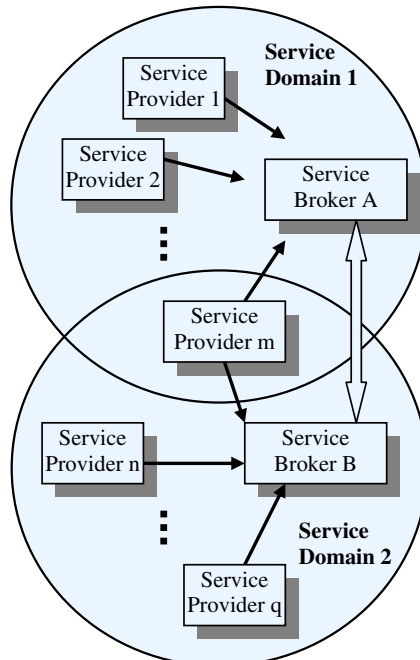 Service
Domain 1
Service
Provider 1
Service
Provider 2
Service
Broker A
Service
Provider m
Service
Provider n
Service
Broker B
Service
Domain 2
Service
Provider q